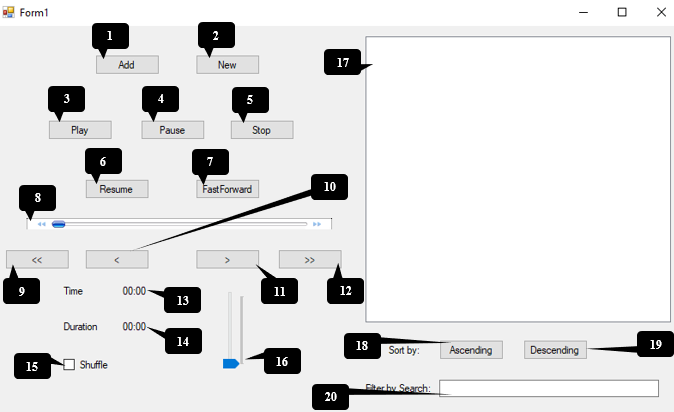 Form1
1
2
Add
New
17
3
4
5
Play
Pause
Stop
6
7
10
Resume
FastForward
8
<<
<
>
>>
9
11
12
Time 00:00
13
Duration 00:00
14
15
Shuffle
16
18
Sort by:
Ascending
Descending
19
Filter by Search:
20